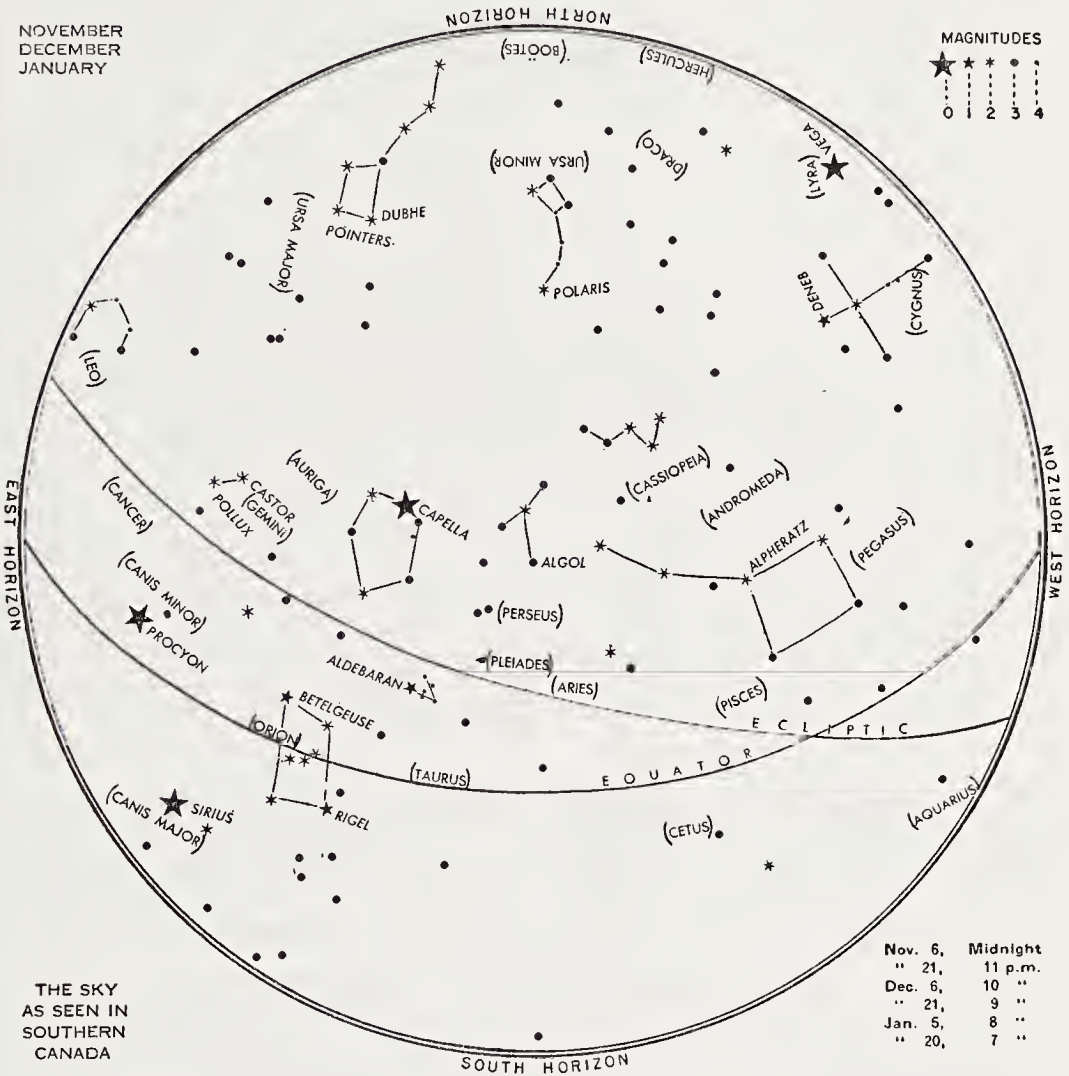 NOVEMBER
DECEMBER
JANUARY
NORTH HORIZON
MAGNITUDES
0 1 2 3 4
(BOÖTES)
(HERCULES)
(DRACO)
VEGA
(LYRA)
(URSA MINOR)
(URSA MAJOR)
DUBHE
POINTERS
POLARIS
DENEB
(CYGNUS)
(LEO)
(CASSIOPEIA)
(ANDROMEDA)
(AURIGA)
CASTOR
(GEMINI)
POLLUX
CAPELLA
(CANCER)
ALGOL
ALPHERATZ
(PEGASUS)
EAST HORIZON
WEST HORIZON
(CANIS MINOR)
PROCYON
(PERSEUS)
(PLEIADES)
ALDEBARAN
(ARIES)
(PISCES)
BETELGEUSE
(ORION)
ECLIPTIC
EQUATOR
(TAURUS)
SIRIUS
(CANIS MAJOR)
RIGEL
(CETUS)
(AQUARIUS)
THE SKY
AS SEEN IN
SOUTHERN
CANADA
SOUTH HORIZON
Nov. 6, Midnight
" 21, 11 p.m.
Dec. 6, 10 "
" 21, 9 "
Jan. 5, 8 "
" 20, 7 "